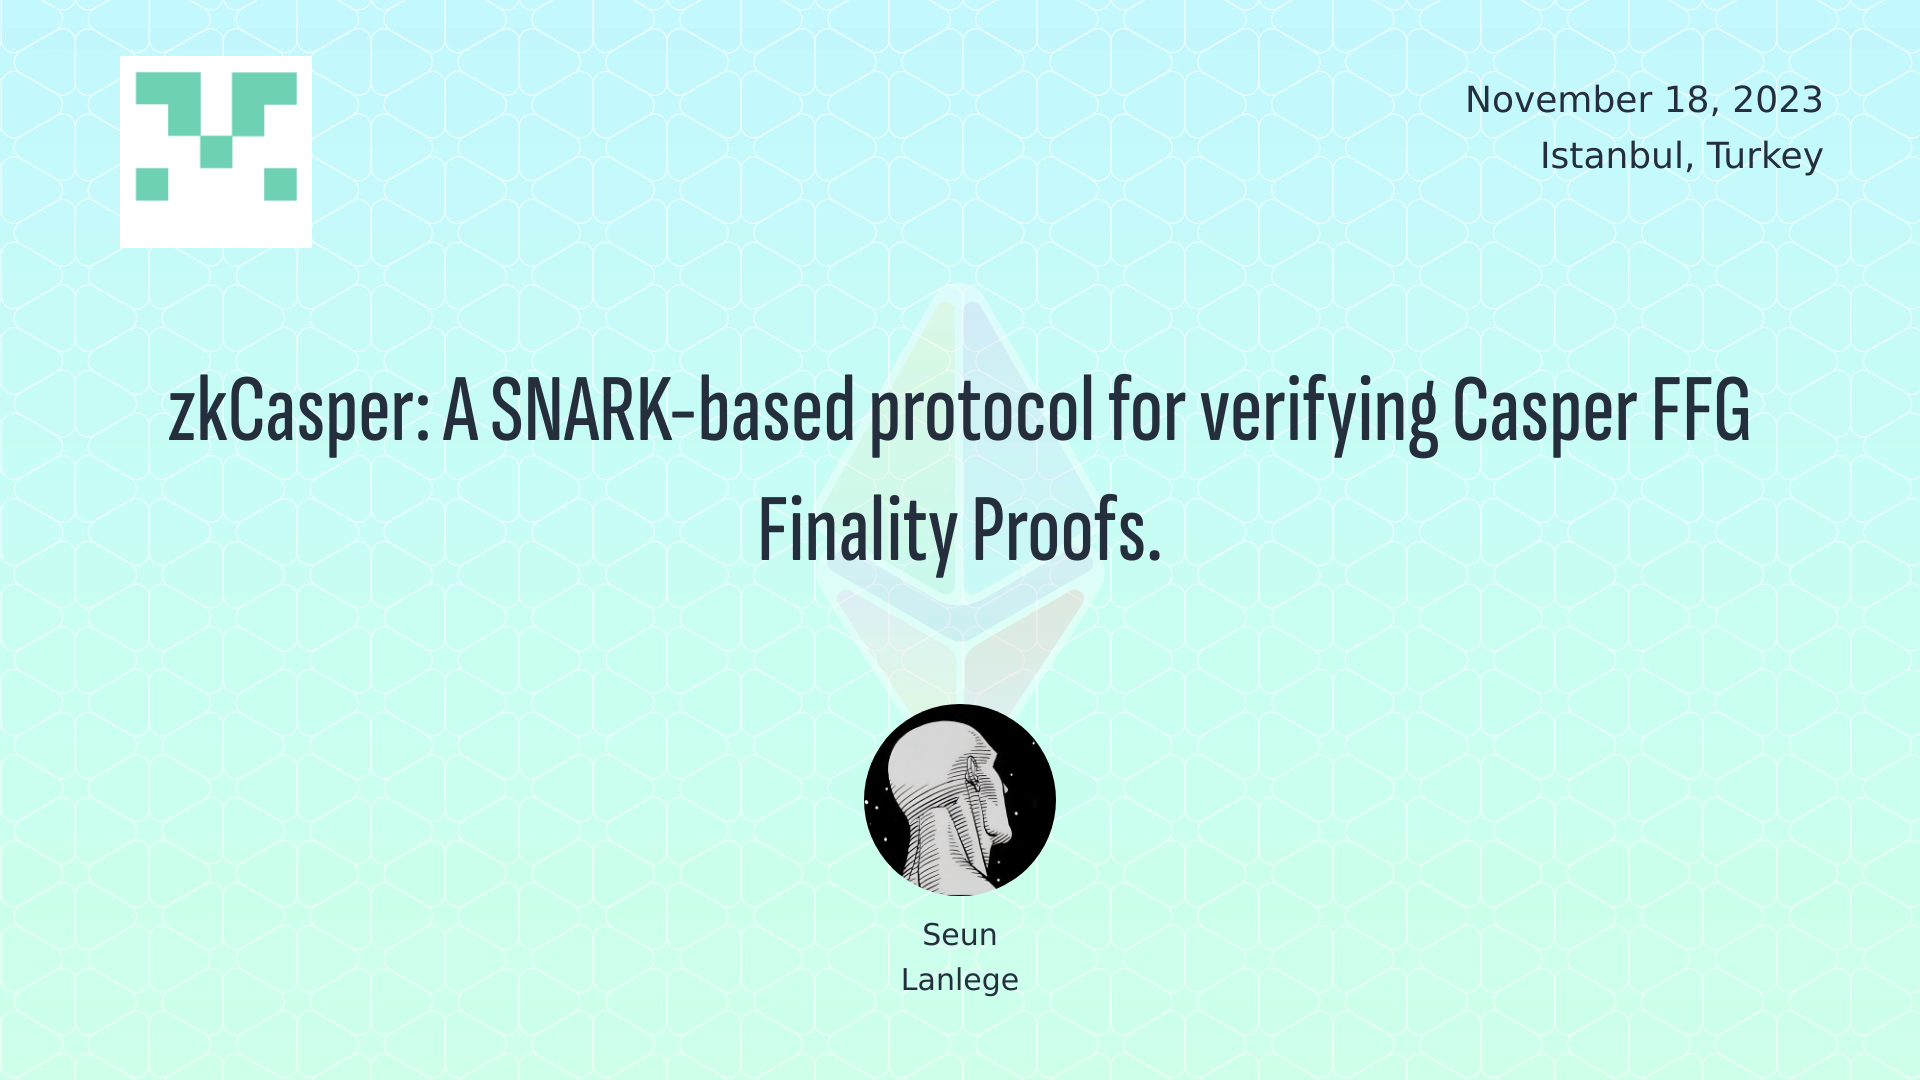 November 18, 2023
Istanbul, Turkey
zkCasper: A SNARK-based protocol for verifying Casper FFG
Finality Proofs.
Seun
Lanlege